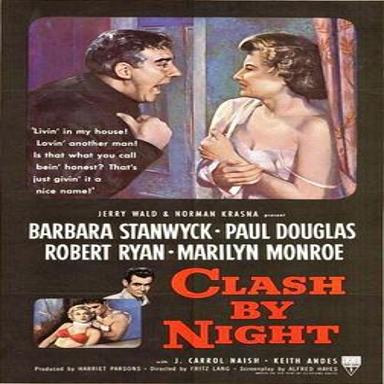 "Livin' in my house!
Lovin' another man!
Is that what you call
bein' honest? That's
just givin' it a
nice name!"
JERRY WALD & NORMAN KRASNA present
BARBARA STANWYCK · PAUL DOUGLAS
ROBERT RYAN · MARILYN MONROE
CLASH
BY
NIGHT
with J. CARROL NAISH · KEITH ANDES
Produced by HARRIET PARSONS · Directed by FRITZ LANG · Screenplay by ALFRED HAYES